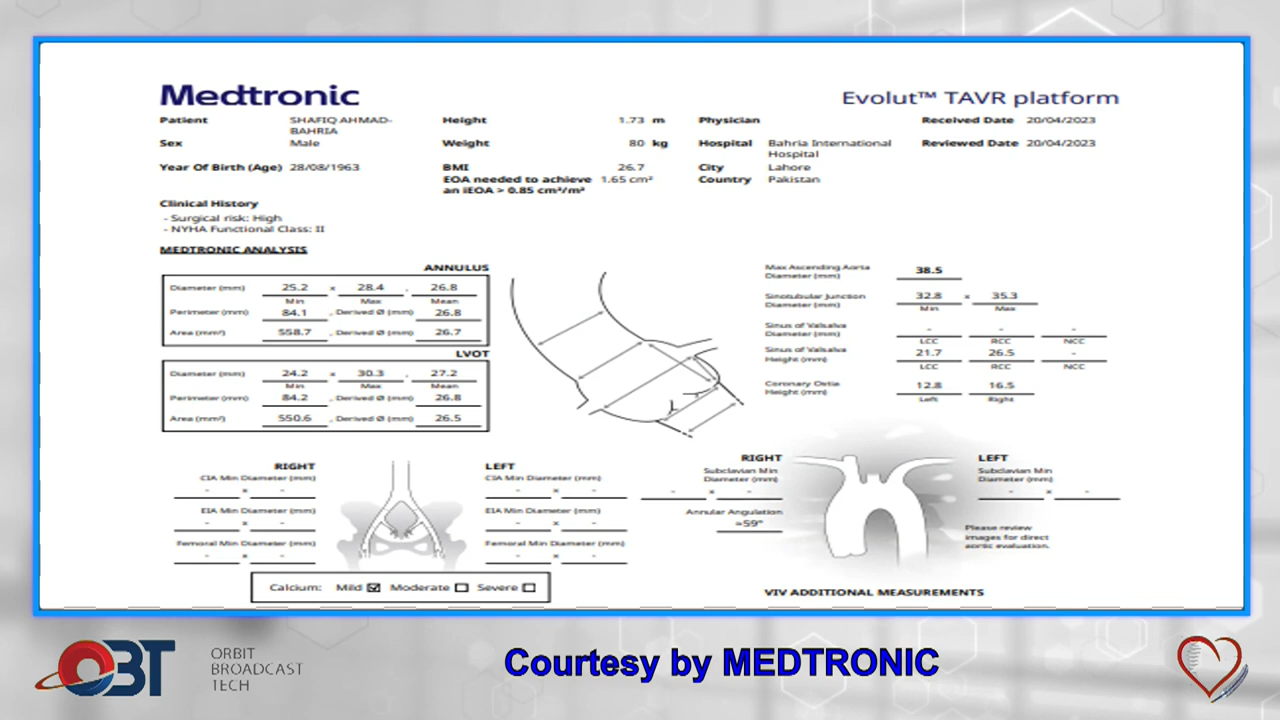 Medtronic
Evolut™ TAVR platform
Patient SHAFIQ AHMAD-BAHRIA Height 1.73 m Physician Received Date 20/04/2023
Sex Male Weight 80 kg Hospital Bahria International Hospital Reviewed Date 20/04/2023
Year Of Birth (Age) 28/08/1963 BMI 26.7 City Lahore
EOA needed to achieve an iEOA > 0.85 cm²/m² 1.65 cm² Country Pakistan
Clinical History
- Surgical risk: High
- NYHA Functional Class: II
MEDTRONIC ANALYSIS
ANNULUS
Diameter (mm) 25.2 x 28.4 , 26.8
Min Max Mean
Perimeter (mm) 84.1 , Derived Ø (mm) 26.8
Area (mm²) 558.7 , Derived Ø (mm) 26.7
LVOT
Diameter (mm) 24.2 x 30.3 , 27.2
Min Max Mean
Perimeter (mm) 84.2 , Derived Ø (mm) 26.8
Area (mm²) 550.6 , Derived Ø (mm) 26.5
Max Ascending Aorta Diameter (mm) 38.5
Sinotubular Junction Diameter (mm) 32.8 x 35.3
Min Max
Sinus of Valsalva Diameter (mm) - - -
LCC RCC NCC
Sinus of Valsalva Height (mm) 21.7 26.5 -
LCC RCC NCC
Coronary Ostia Height (mm) 12.8 16.5
Left Right
RIGHT LEFT
CIA Min Diameter (mm) CIA Min Diameter (mm)
- x - - x -
EIA Min Diameter (mm) EIA Min Diameter (mm)
- x - - x -
Femoral Min Diameter (mm) Femoral Min Diameter (mm)
- x - - x -
Calcium: Mild ☑ Moderate ☐ Severe ☐
RIGHT LEFT
Subclavian Min Diameter (mm) Subclavian Min Diameter (mm)
- x - - x -
Annular Angulation
=59°
Please review
images for direct
aortic evaluation.
VIV ADDITIONAL MEASUREMENTS
OBT
ORBIT
BROADCAST
TECH
Courtesy by MEDTRONIC